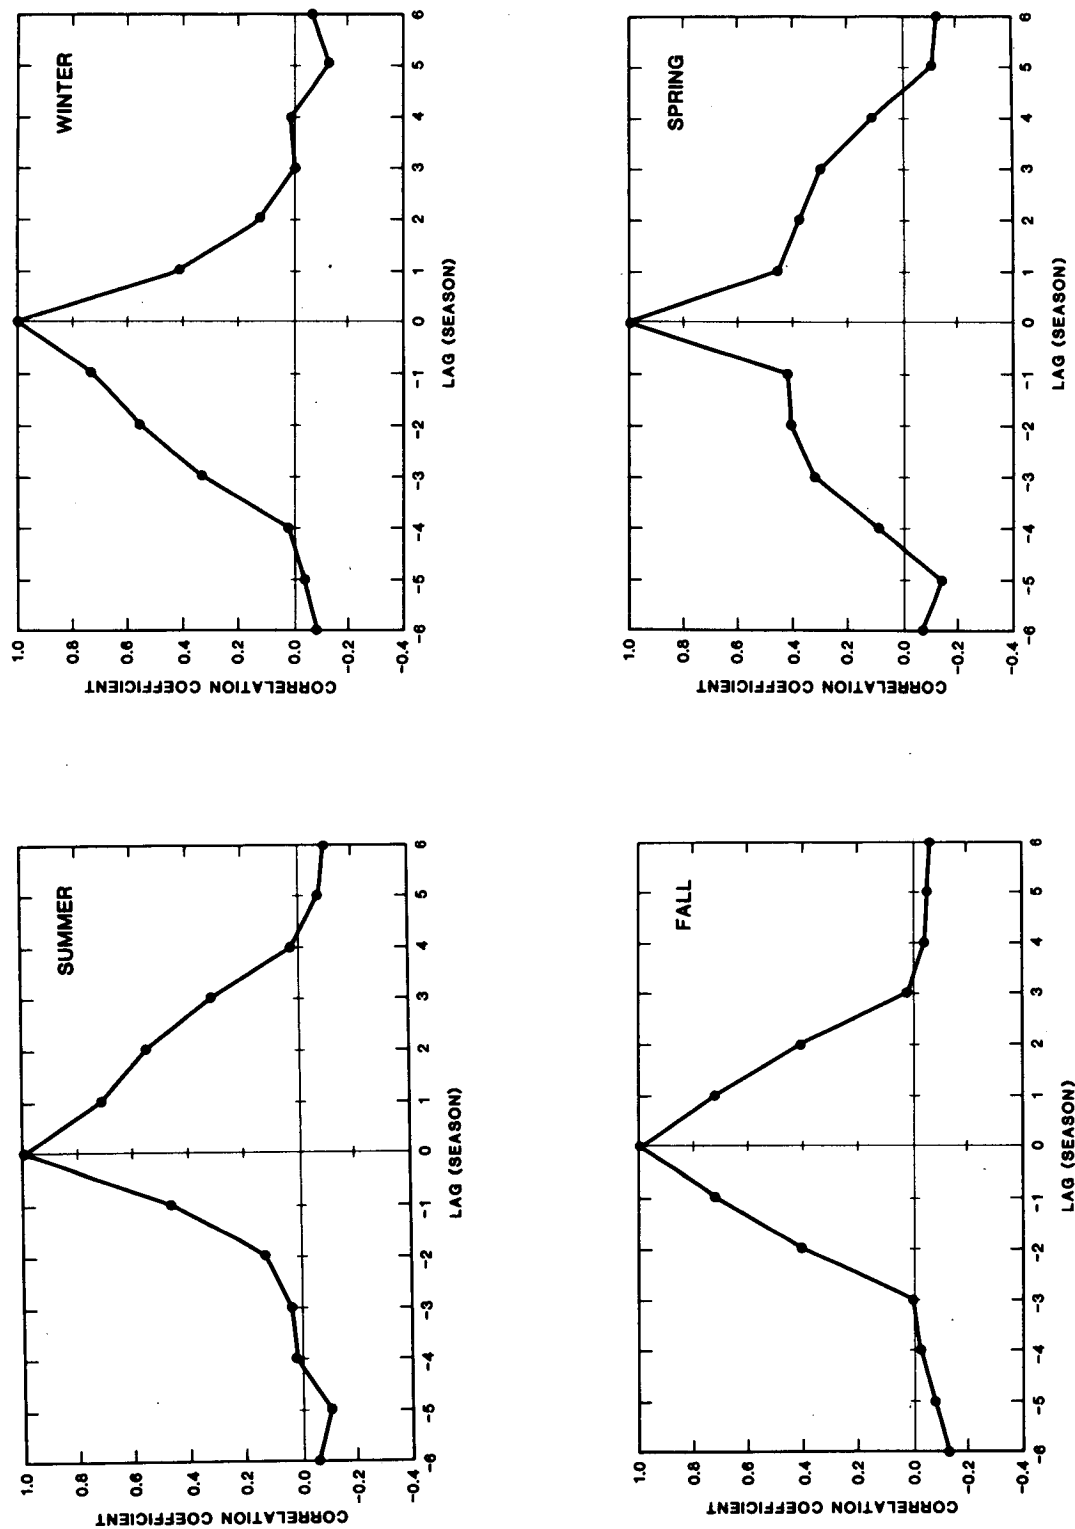 SUMMER
1.0
0.8
0.6
0.4
0.2
0.0
-0.2
-0.4
CORRELATION COEFFICIENT
-6 -5 -4 -3 -2 -1 0 1 2 3 4 5 6
LAG (SEASON)
WINTER
1.0
0.8
0.6
0.4
0.2
0.0
-0.2
-0.4
CORRELATION COEFFICIENT
-6 -5 -4 -3 -2 -1 0 1 2 3 4 5 6
LAG (SEASON)
FALL
1.0
0.8
0.6
0.4
0.2
0.0
-0.2
-0.4
CORRELATION COEFFICIENT
-6 -5 -4 -3 -2 -1 0 1 2 3 4 5 6
LAG (SEASON)
SPRING
1.0
0.8
0.6
0.4
0.2
0.0
-0.2
-0.4
CORRELATION COEFFICIENT
-6 -5 -4 -3 -2 -1 0 1 2 3 4 5 6
LAG (SEASON)